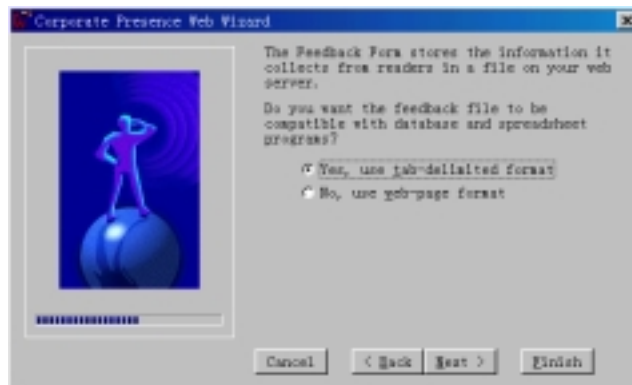 Corporate Presence Web Wizard
The Feedback Form stores the information it
collects from readers in a file on your web
server.
Do you want the feedback file to be
compatible with database and spreadsheet
programs?
Yes, use tab-delimited format
No, use web-page format
Cancel
< Back
Next >
Finish